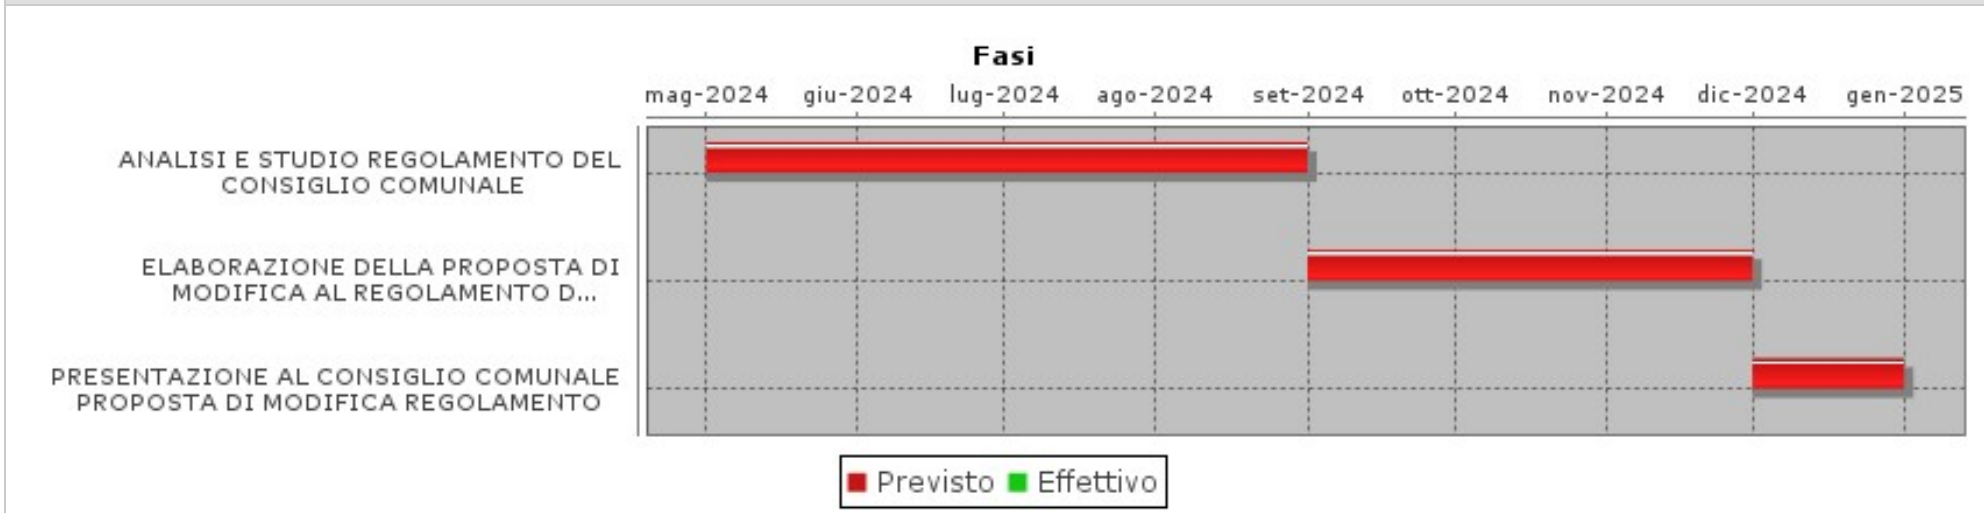 Fasi
mag-2024 giu-2024 lug-2024 ago-2024 set-2024 ott-2024 nov-2024 dic-2024 gen-2025
ANALISI E STUDIO REGOLAMENTO DEL
CONSIGLIO COMUNALE
ELABORAZIONE DELLA PROPOSTA DI
MODIFICA AL REGOLAMENTO D...
PRESENTAZIONE AL CONSIGLIO COMUNALE
PROPOSTA DI MODIFICA REGOLAMENTO
Previsto Effettivo